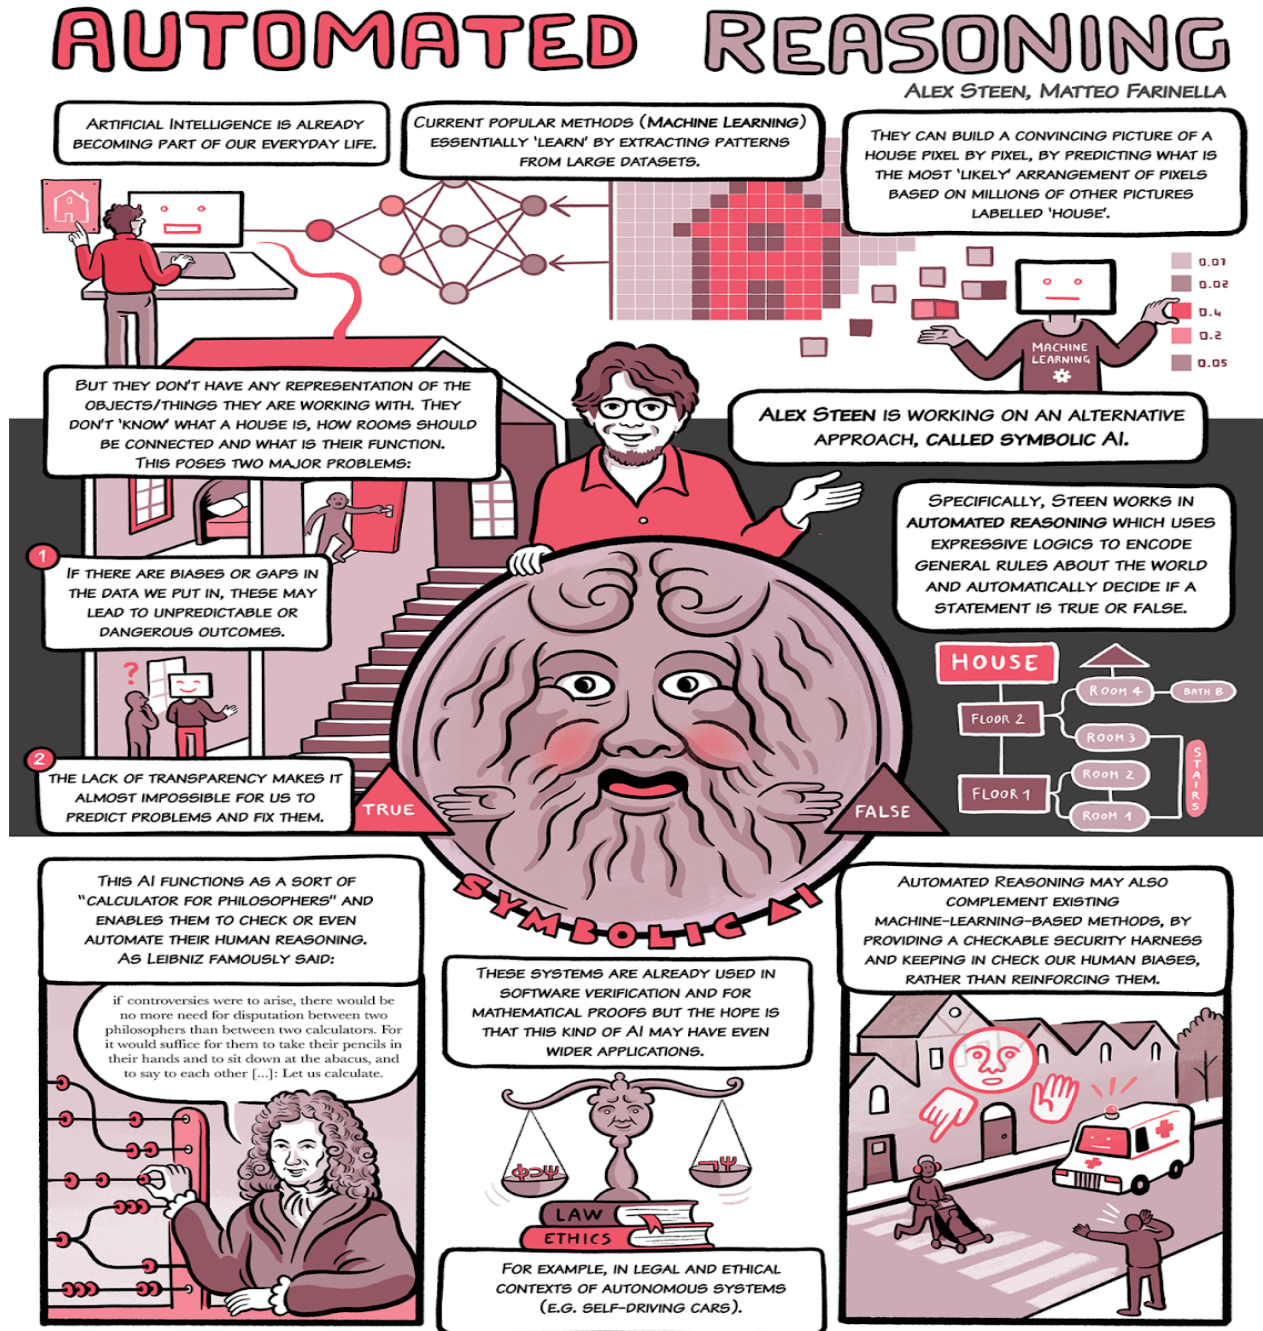 AUTOMATED REASONING
ALEX STEEN, MATTEO FARINELLA
ARTIFICIAL INTELLIGENCE IS ALREADY
BECOMING PART OF OUR EVERYDAY LIFE.
CURRENT POPULAR METHODS (MACHINE LEARNING)
ESSENTIALLY 'LEARN' BY EXTRACTING PATTERNS
FROM LARGE DATASETS.
THEY CAN BUILD A CONVINCING PICTURE OF A
HOUSE PIXEL BY PIXEL, BY PREDICTING WHAT IS
THE MOST 'LIKELY' ARRANGEMENT OF PIXELS
BASED ON MILLIONS OF OTHER PICTURES
LABELLED 'HOUSE'.
0.01
0.02
0.4
0.2
0.05
MACHINE
LEARNING
BUT THEY DON'T HAVE ANY REPRESENTATION OF THE
OBJECTS/THINGS THEY ARE WORKING WITH. THEY
DON'T 'KNOW' WHAT A HOUSE IS, HOW ROOMS SHOULD
BE CONNECTED AND WHAT IS THEIR FUNCTION.
THIS POSES TWO MAJOR PROBLEMS:
1
IF THERE ARE BIASES OR GAPS IN
THE DATA WE PUT IN, THESE MAY
LEAD TO UNPREDICTABLE OR
DANGEROUS OUTCOMES.
?
2
THE LACK OF TRANSPARENCY MAKES IT
ALMOST IMPOSSIBLE FOR US TO
PREDICT PROBLEMS AND FIX THEM.
ALEX STEEN IS WORKING ON AN ALTERNATIVE
APPROACH, CALLED SYMBOLIC AI.
SPECIFICALLY, STEEN WORKS IN
AUTOMATED REASONING WHICH USES
EXPRESSIVE LOGICS TO ENCODE
GENERAL RULES ABOUT THE WORLD
AND AUTOMATICALLY DECIDE IF A
STATEMENT IS TRUE OR FALSE.
HOUSE
FLOOR 2
ROOM 4
BATH B
ROOM 3
FLOOR 1
ROOM 2
ROOM 1
STAIRS
TRUE
FALSE
SYMBOLIC AI
THIS AI FUNCTIONS AS A SORT OF
"CALCULATOR FOR PHILOSOPHERS" AND
ENABLES THEM TO CHECK OR EVEN
AUTOMATE THEIR HUMAN REASONING.
AS LEIBNIZ FAMOUSLY SAID:
if controversies were to arise, there would be
no more need for disputation between two
philosophers than between two calculators. For
it would suffice for them to take their pencils in
their hands and to sit down at the abacus, and
to say to each other [...]: Let us calculate.
THESE SYSTEMS ARE ALREADY USED IN
SOFTWARE VERIFICATION AND FOR
MATHEMATICAL PROOFS BUT THE HOPE IS
THAT THIS KIND OF AI MAY HAVE EVEN
WIDER APPLICATIONS.
LAW
ETHICS
FOR EXAMPLE, IN LEGAL AND ETHICAL
CONTEXTS OF AUTONOMOUS SYSTEMS
(E.G. SELF-DRIVING CARS).
AUTOMATED REASONING MAY ALSO
COMPLEMENT EXISTING
MACHINE-LEARNING-BASED METHODS, BY
PROVIDING A CHECKABLE SECURITY HARNESS
AND KEEPING IN CHECK OUR HUMAN BIASES,
RATHER THAN REINFORCING THEM.